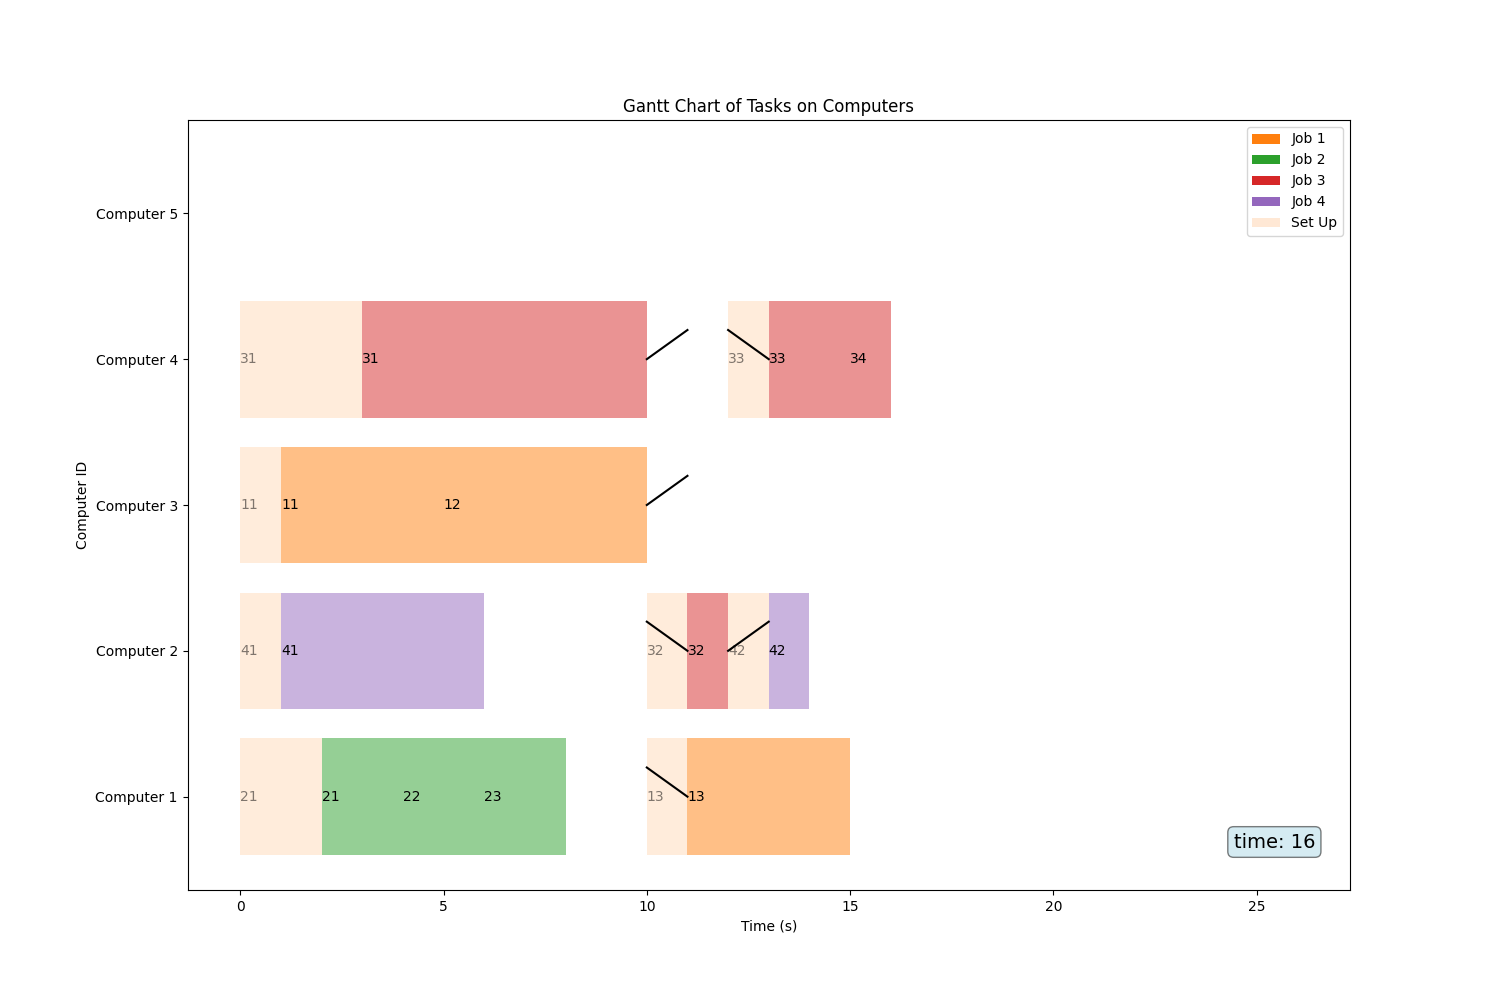 Gantt Chart of Tasks on Computers
Job 1
Job 2
Job 3
Job 4
Set Up
Computer 5
Computer 4
31 31 33 33 34
Computer 3
11 11 12
Computer 2
41 41 32 32 42 42
Computer 1
21 21 22 23 13 13
Computer ID
time: 16
0 5 10 15 20 25
Time (s)